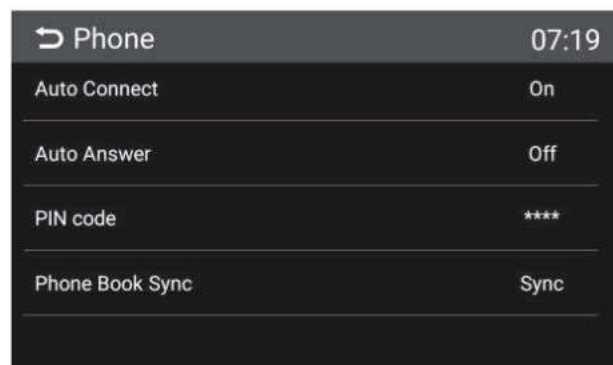 Phone 07:19
Auto Connect On
Auto Answer Off
PIN code ****
Phone Book Sync Sync